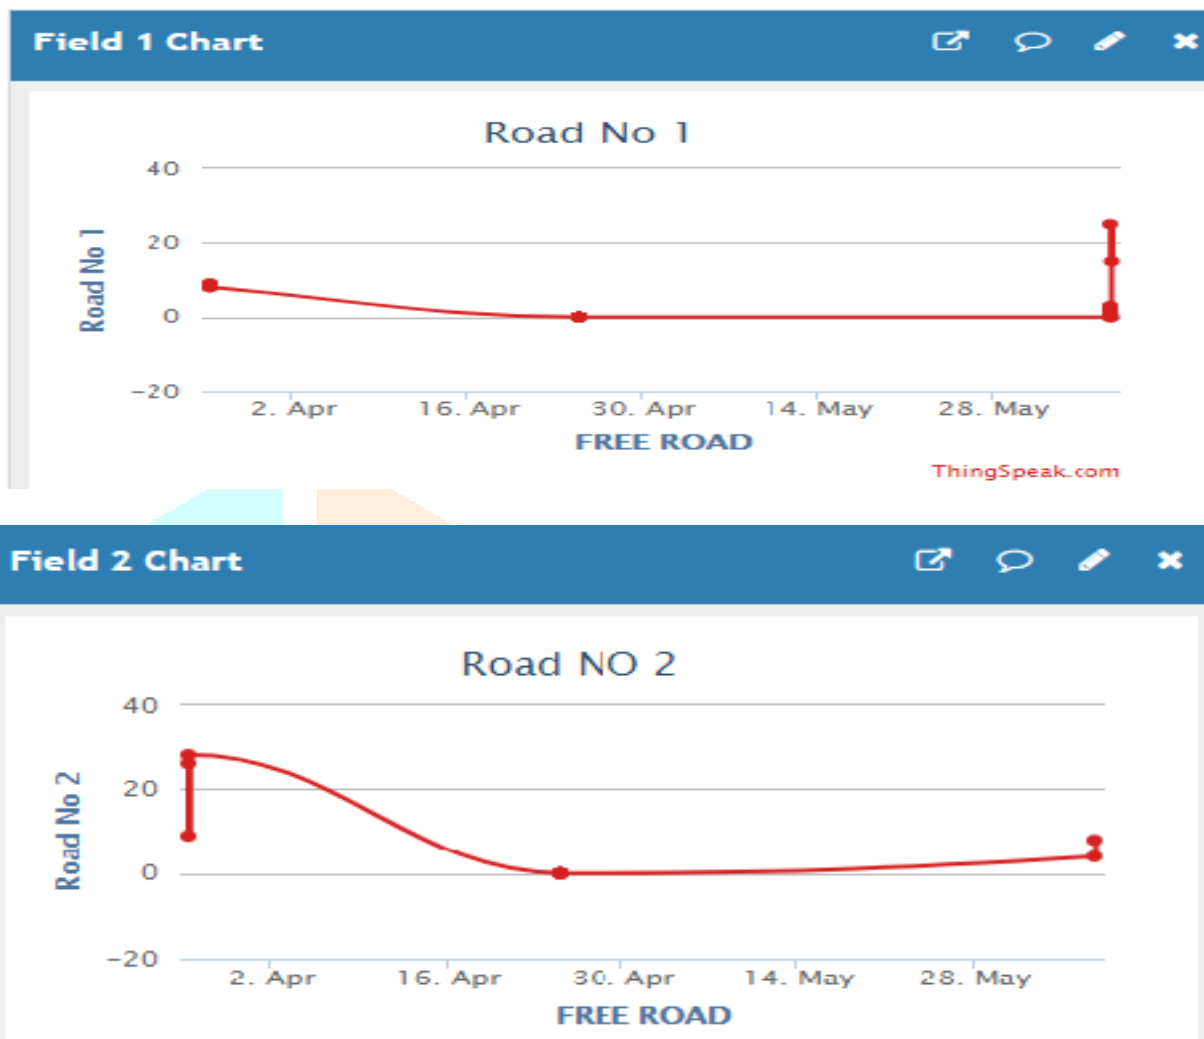 Field 1 Chart
Road No 1
Road No 1
40
20
0
-20
2. Apr 16. Apr 30. Apr 14. May 28. May
FREE ROAD
ThingSpeak.com
Field 2 Chart
Road NO 2
Road No 2
40
20
0
-20
2. Apr 16. Apr 30. Apr 14. May 28. May
FREE ROAD